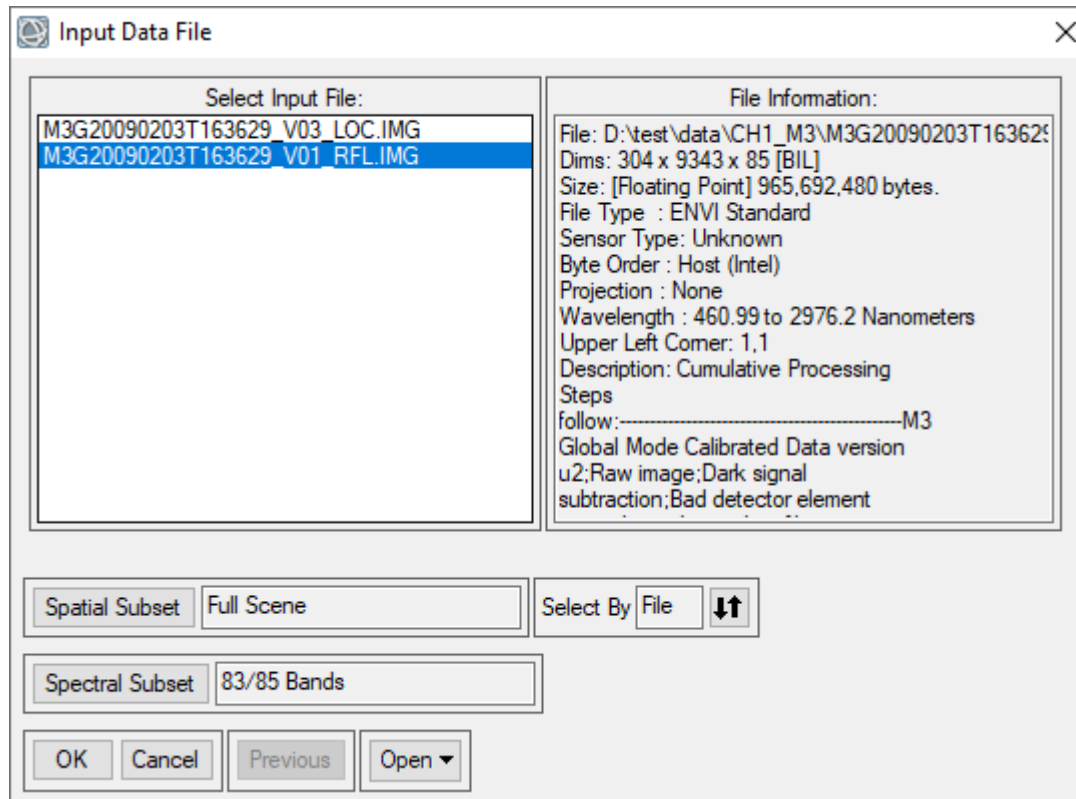 Input Data File
Select Input File:
M3G20090203T163629_V03_LOC.IMG
M3G20090203T163629_V01_RFL.IMG
File Information:
File: D:\test\data\CH1_M3\M3G20090203T163629
Dims: 304 x 9343 x 85 [BIL]
Size: [Floating Point] 965,692,480 bytes.
File Type : ENVI Standard
Sensor Type: Unknown
Byte Order : Host (Intel)
Projection : None
Wavelength : 460.99 to 2976.2 Nanometers
Upper Left Corner: 1,1
Description: Cumulative Processing
Steps
follow:-----------------------------------------------M3
Global Mode Calibrated Data version
u2;Raw image;Dark signal
subtraction;Bad detector element
Spatial Subset Full Scene
Select By File
Spectral Subset 83/85 Bands
OK Cancel Previous Open